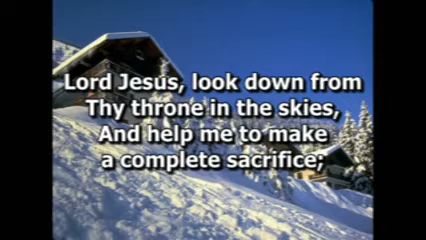 Lord Jesus, look down from
Thy throne in the skies,
And help me to make
a complete sacrifice;